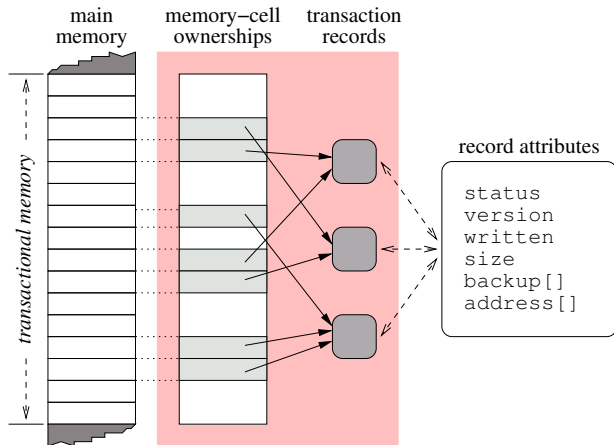 main
memory
memory-cell
ownerships
transaction
records
transactional memory
record attributes
status
version
written
size
backup[]
address[]